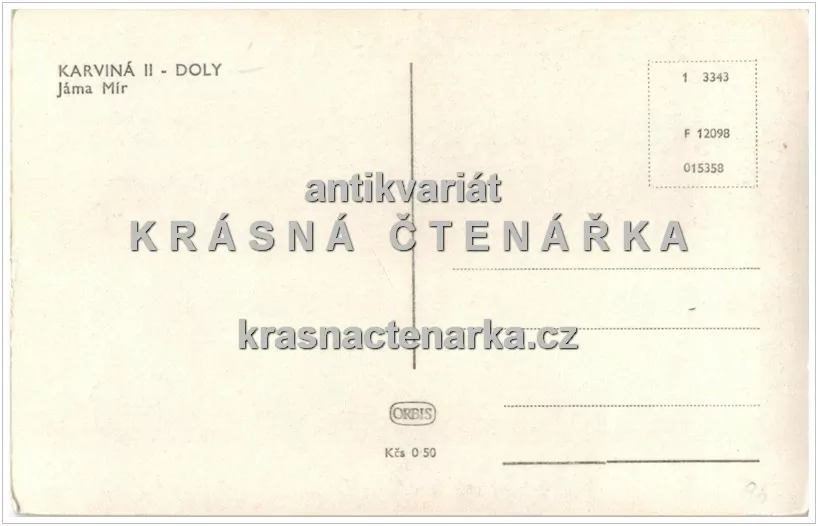 KARVINÁ II - DOLY
Jáma Mír
1 3343
F 12098
015358
antikvariát
KRÁSNÁ ČTENÁŘKA
krasnactenarka.cz
ORBIS
Kčs 0·50